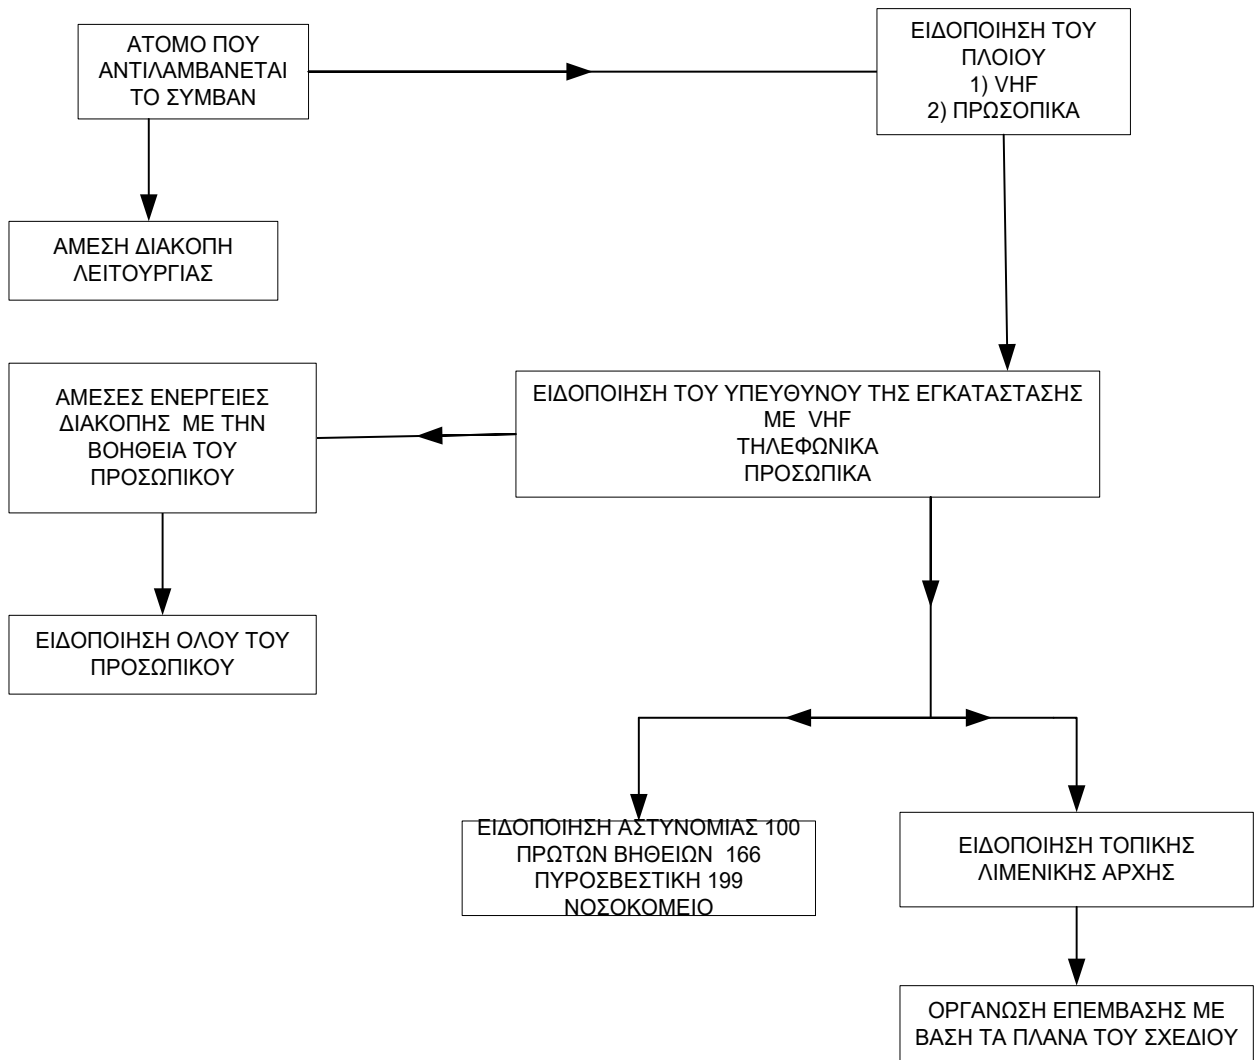 ΑΤΟΜΟ ΠΟΥ
ΑΝΤΙΛΑΜΒΑΝΕΤΑΙ
ΤΟ ΣΥΜΒΑΝ
ΕΙΔΟΠΟΙΗΣΗ ΤΟΥ
ΠΛΟΙΟΥ
1) VHF
2) ΠΡΩΣΟΠΙΚΑ
ΑΜΕΣΗ ΔΙΑΚΟΠΗ
ΛΕΙΤΟΥΡΓΙΑΣ
ΑΜΕΣΕΣ ΕΝΕΡΓΕΙΕΣ
ΔΙΑΚΟΠΗΣ ΜΕ ΤΗΝ
ΒΟΗΘΕΙΑ ΤΟΥ
ΠΡΟΣΩΠΙΚΟΥ
ΕΙΔΟΠΟΙΗΣΗ ΤΟΥ ΥΠΕΥΘΥΝΟΥ ΤΗΣ ΕΓΚΑΤΑΣΤΑΣΗΣ
ΜΕ VHF
ΤΗΛΕΦΩΝΙΚΑ
ΠΡΟΣΩΠΙΚΑ
ΕΙΔΟΠΟΙΗΣΗ ΟΛΟΥ ΤΟΥ
ΠΡΟΣΩΠΙΚΟΥ
ΕΙΔΟΠΟΙΗΣΗ ΑΣΤΥΝΟΜΙΑΣ 100
ΠΡΩΤΩΝ ΒΗΘΕΙΩΝ 166
ΠΥΡΟΣΒΕΣΤΙΚΗ 199
ΝΟΣΟΚΟΜΕΙΟ
ΕΙΔΟΠΟΙΗΣΗ ΤΟΠΙΚΗΣ
ΛΙΜΕΝΙΚΗΣ ΑΡΧΗΣ
ΟΡΓΑΝΩΣΗ ΕΠΕΜΒΑΣΗΣ ΜΕ
ΒΑΣΗ ΤΑ ΠΛΑΝΑ ΤΟΥ ΣΧΕΔΙΟΥ